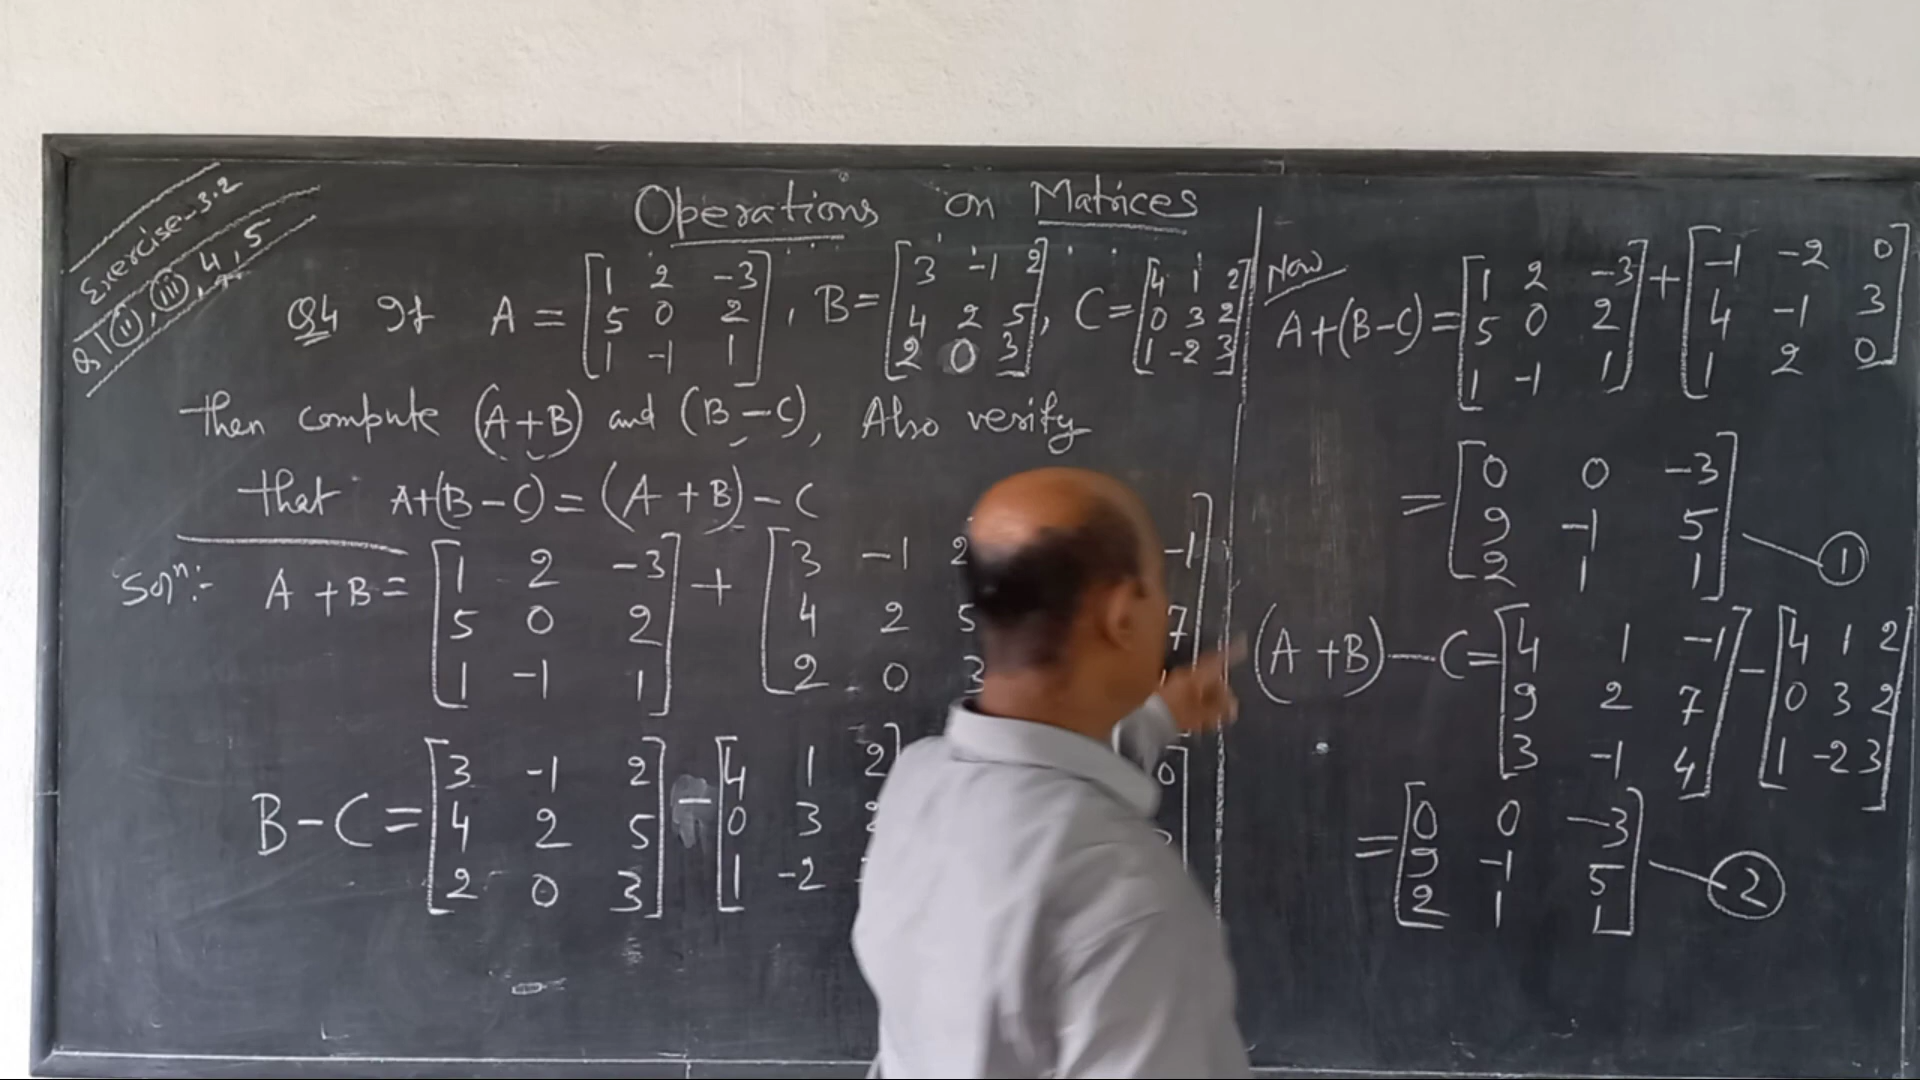 Exercise-3.2
Q1 (ii), (iii), 4, 5
Operations on Matrices
Q4 If A = [1 2 -3], B= [3 -1 2], C= [4 1 2]
[5 0 2] [4 2 5] [0 3 2]
[1 -1 1] [2 0 3] [1 -2 3]
then compute (A+B) and (B-C), Also verify
that A+(B-C)=(A+B)-C
Soln:- A+B= [1 2 -3] + [3 -1 2 -1]
[5 0 2] [4 2 5 7]
[1 -1 1] [2 0 3
B-C= [3 -1 2] - [4 1 2] 0]
[4 2 5] [0 3
[2 0 3] [1 -2
Now
A+(B-C)= [1 2 -3] + [-1 -2 0]
[5 0 2] [4 -1 3]
[1 -1 1] [1 2 0]
= [0 0 -3]
[9 -1 5] ①
[2 1 1]
(A+B)-C= [4 1 -1] - [4 1 2]
[9 2 7] [0 3 2]
[3 -1 4] [1 -2 3]
= [0 0 -3]
[9 -1 5] ②
[2 1 1]